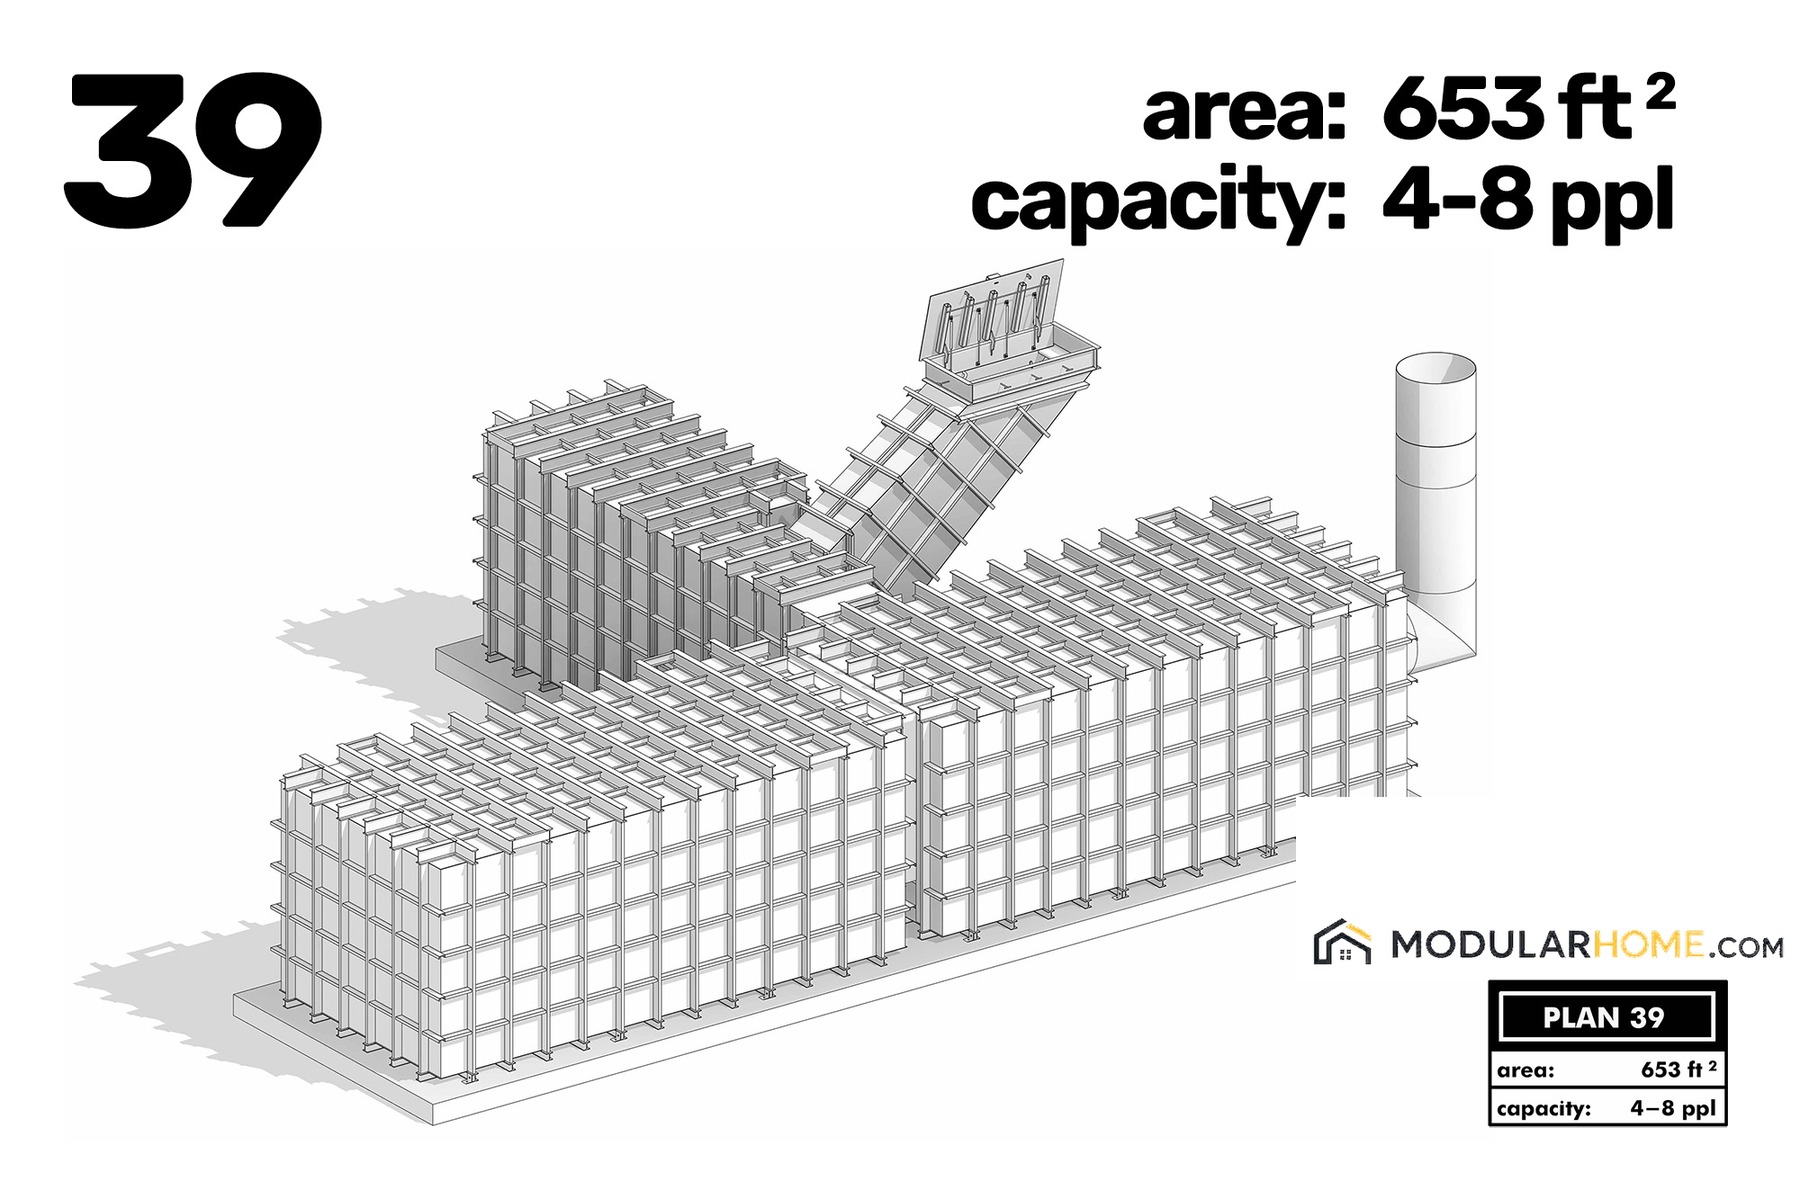 39
area: 653 ft²
capacity: 4-8 ppl
MODULARHOME.COM
PLAN 39
area: 653 ft²
capacity: 4–8 ppl